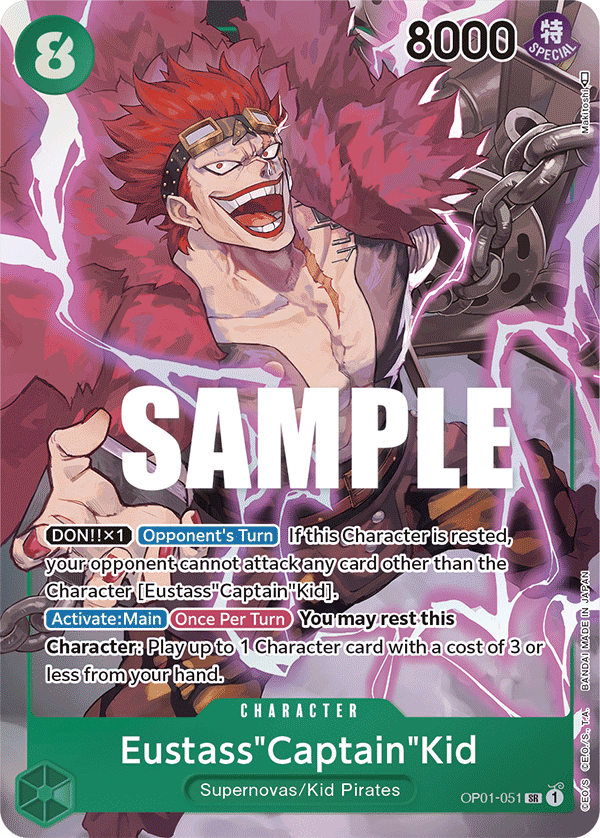 8
8000
特
SPECIAL
Makitoshi
SAMPLE
DON!!×1 Opponent's Turn If this Character is rested,
your opponent cannot attack any card other than the
Character [Eustass"Captain"Kid].
Activate:Main Once Per Turn You may rest this
Character: Play up to 1 Character card with a cost of 3 or
less from your hand.
CHARACTER
Eustass"Captain"Kid
Supernovas/Kid Pirates
OP01-051 SR 1
©E.O/S. ©E.O./S., T.A. BANDAI MADE IN JAPAN